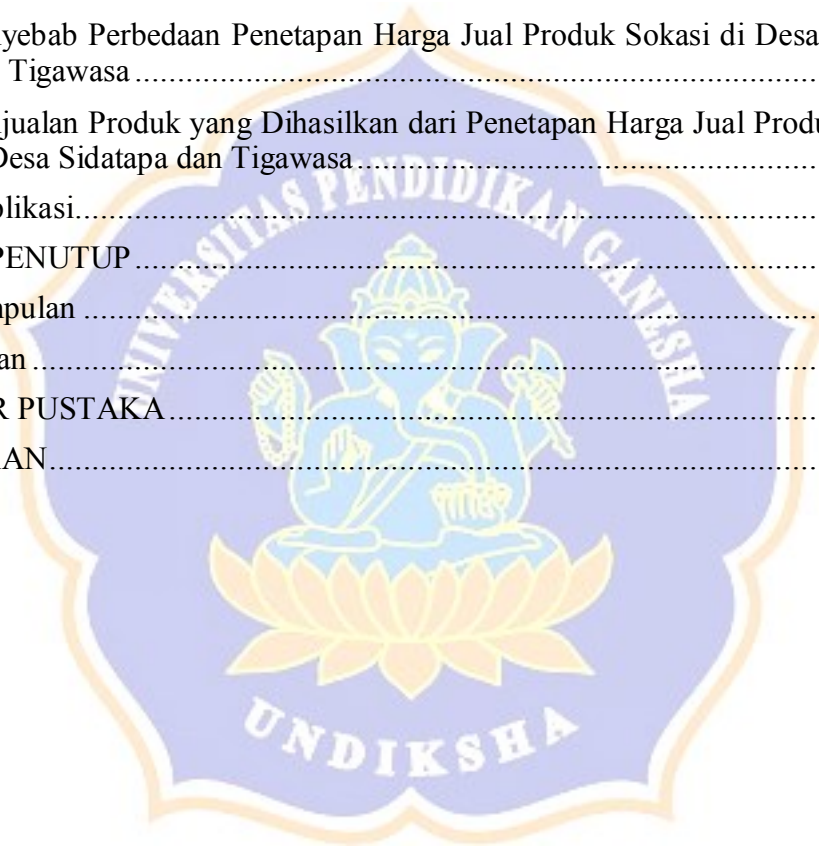 yebab Perbedaan Penetapan Harga Jual Produk Sokasi di Desa
Tigawasa ........................................................................................
jualan Produk yang Dihasilkan dari Penetapan Harga Jual Produ
Desa Sidatapa dan Tigawasa ........................................................
likasi ........................................................................................
PENUTUP ........................................................................................
pulan ........................................................................................
an ........................................................................................
R PUSTAKA ........................................................................................
AN ........................................................................................
UNIVERSITAS PENDIDIKAN GANESHA
UNDIKSHA